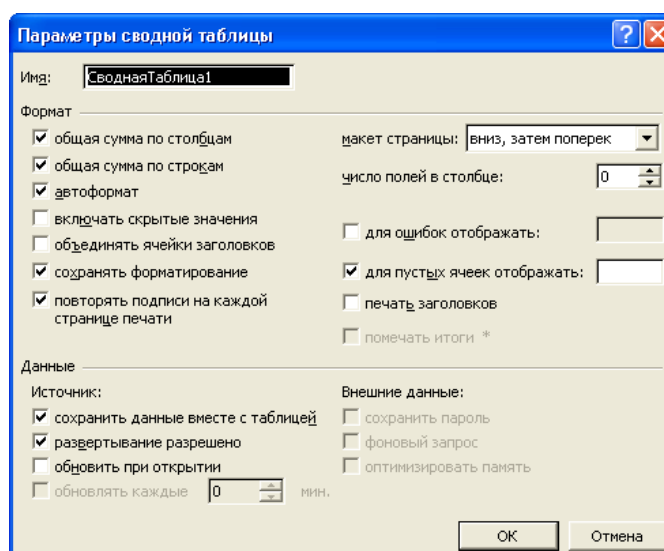 Параметры сводной таблицы
Имя: СводнаяТаблица1
Формат
общая сумма по столбцам
макет страницы: вниз, затем поперек
общая сумма по строкам
число полей в столбце: 0
автоформат
включать скрытые значения
для ошибок отображать:
объединять ячейки заголовков
сохранять форматирование
для пустых ячеек отображать:
повторять подписи на каждой
странице печати
печать заголовков
помечать итоги *
Данные
Источник:
Внешние данные:
сохранить данные вместе с таблицей
сохранить пароль
развертывание разрешено
фоновый запрос
обновить при открытии
оптимизировать память
обновлять каждые 0 мин.
ОК
Отмена